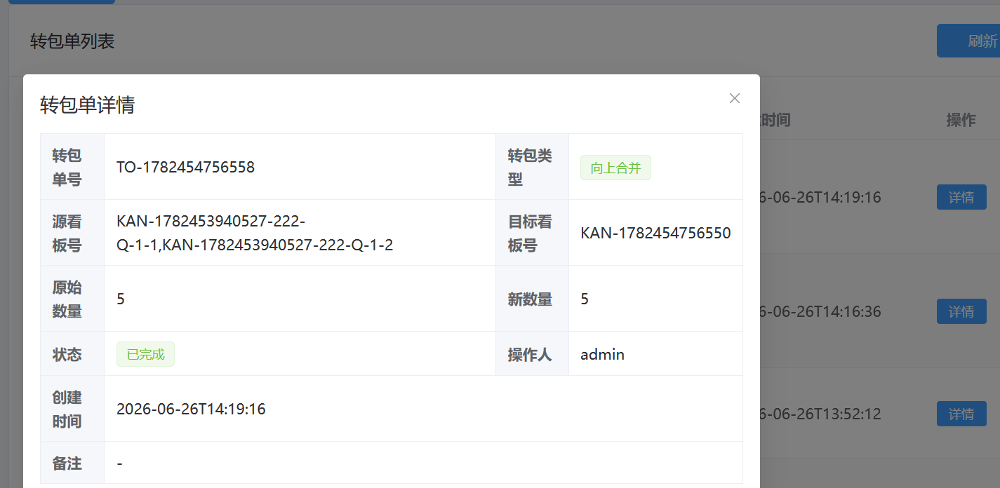 转包单列表
刷新
转包单详情
时间
操作
转包
单号
TO-1782454756558
转包类
型
向上合并
6-06-26T14:19:16
详情
源看
板号
KAN-1782453940527-222-
Q-1-1,KAN-1782453940527-222-Q-1-2
目标看
板号
KAN-1782454756550
原始
数量
5
新数量
5
6-06-26T14:16:36
详情
状态
已完成
操作人
admin
创建
时间
2026-06-26T14:19:16
6-06-26T13:52:12
详情
备注
-